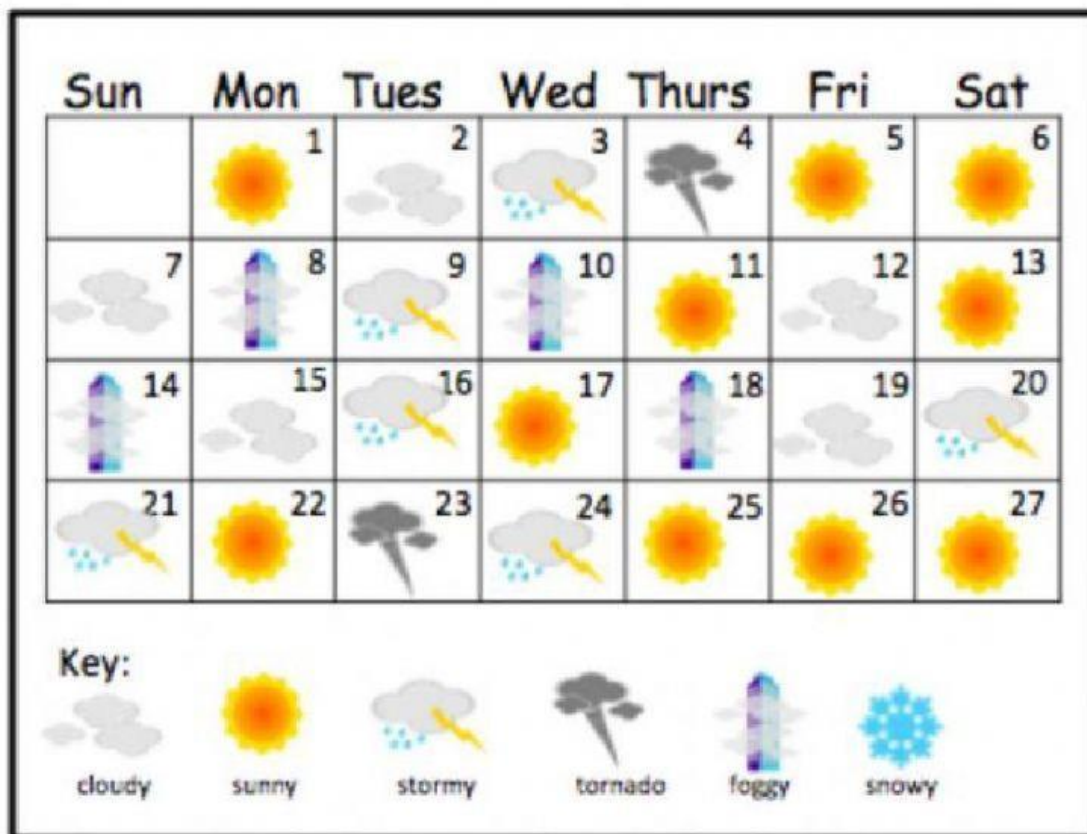 Sun Mon Tues Wed Thurs Fri Sat
1 2 3 4 5 6
7 8 9 10 11 12 13
14 15 16 17 18 19 20
21 22 23 24 25 26 27
Key:
cloudy sunny stormy tornado foggy snowy